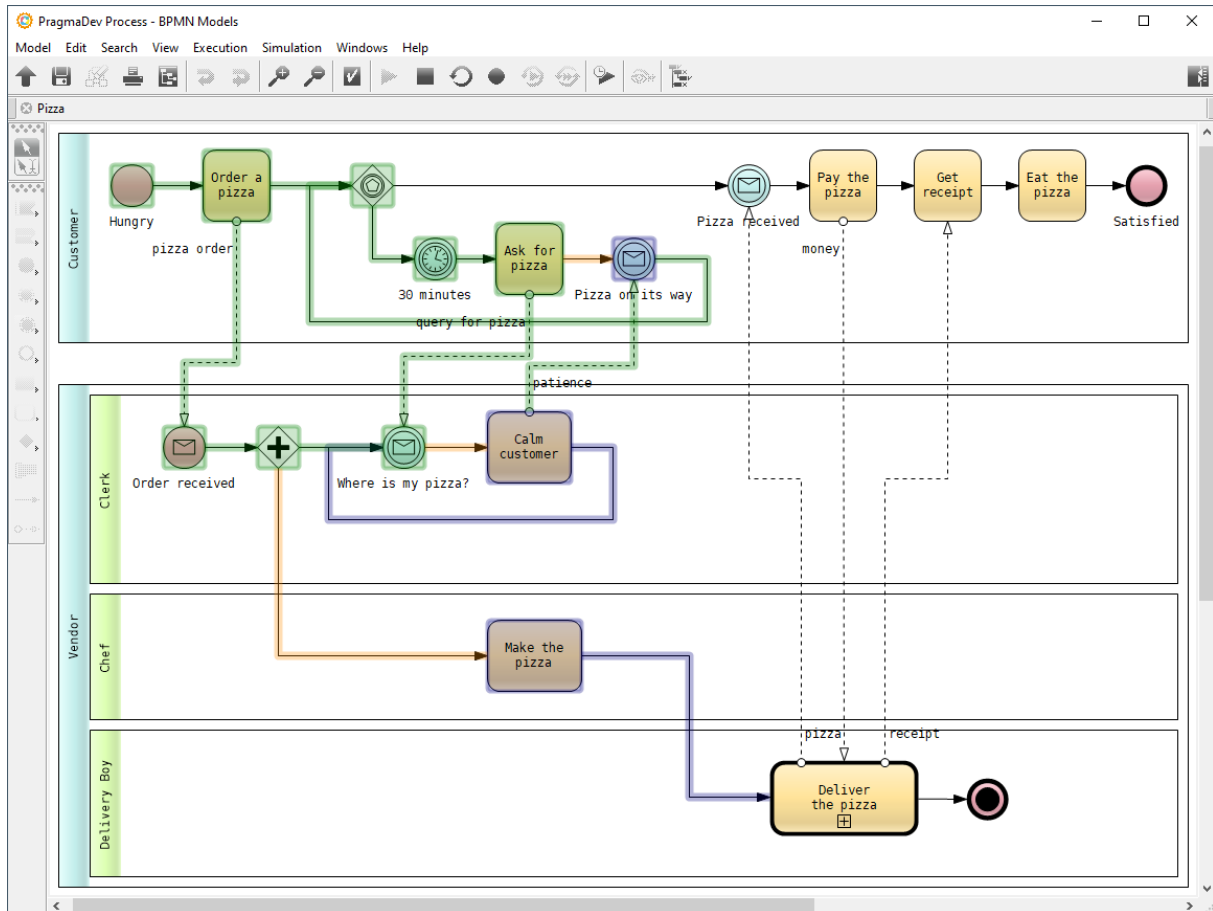 PragmaDev Process - BPMN Models
Model Edit Search View Execution Simulation Windows Help
Pizza
Customer
Hungry
Order a
pizza
pizza order
30 minutes
Ask for
pizza
query for pizza
Pizza on its way
Pizza received
Pay the
pizza
money
Get
receipt
Eat the
pizza
Satisfied
patience
Vendor
Clerk
Order received
Where is my pizza?
Calm
customer
Chef
Make the
pizza
Delivery Boy
pizza
receipt
Deliver
the pizza